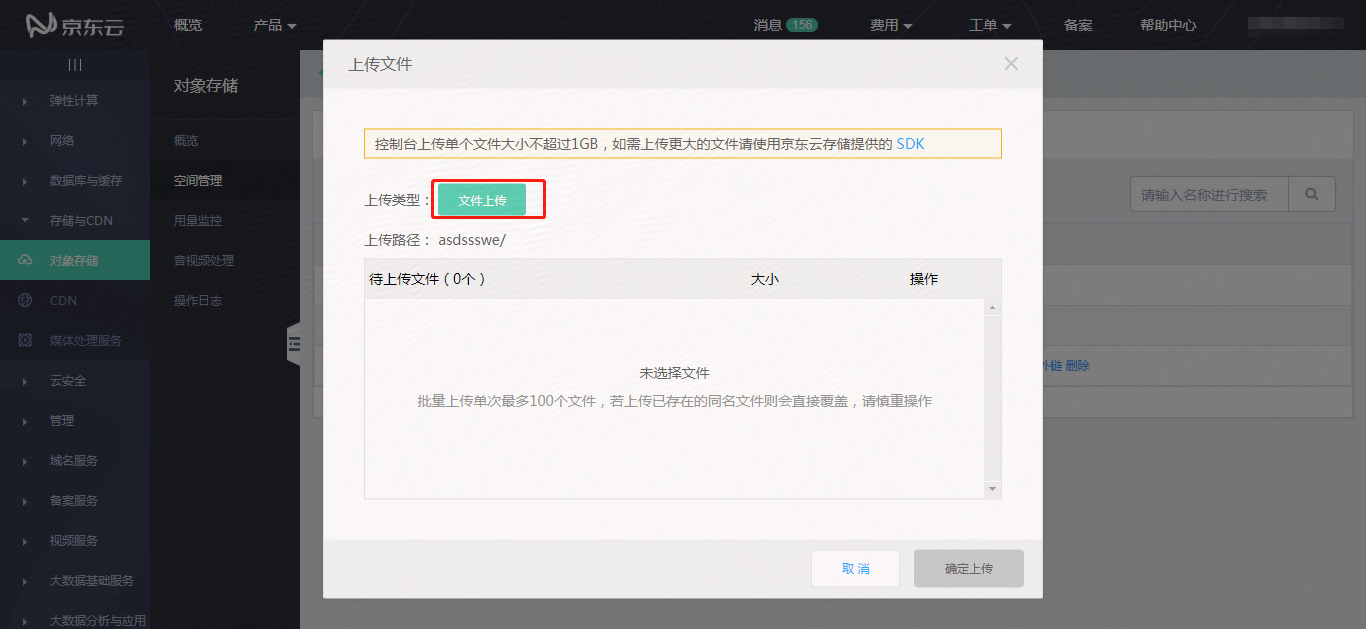 京东云
概览
产品
消息 156
费用
工单
备案
帮助中心
弹性计算
网络
数据库与缓存
存储与CDN
对象存储
CDN
媒体处理服务
云安全
管理
域名服务
备案服务
视频服务
大数据基础服务
大数据分析与应用
对象存储
概览
空间管理
用量监控
音视频处理
操作日志
上传文件
控制台上传单个文件大小不超过1GB，如需上传更大的文件请使用京东云存储提供的 SDK
上传类型： 文件上传
上传路径： asdssswe/
待上传文件（0个） 大小 操作
未选择文件
批量上传单次最多100个文件，若上传已存在的同名文件则会直接覆盖，请慎重操作
取消 确定上传
请输入名称进行搜索
外链 删除